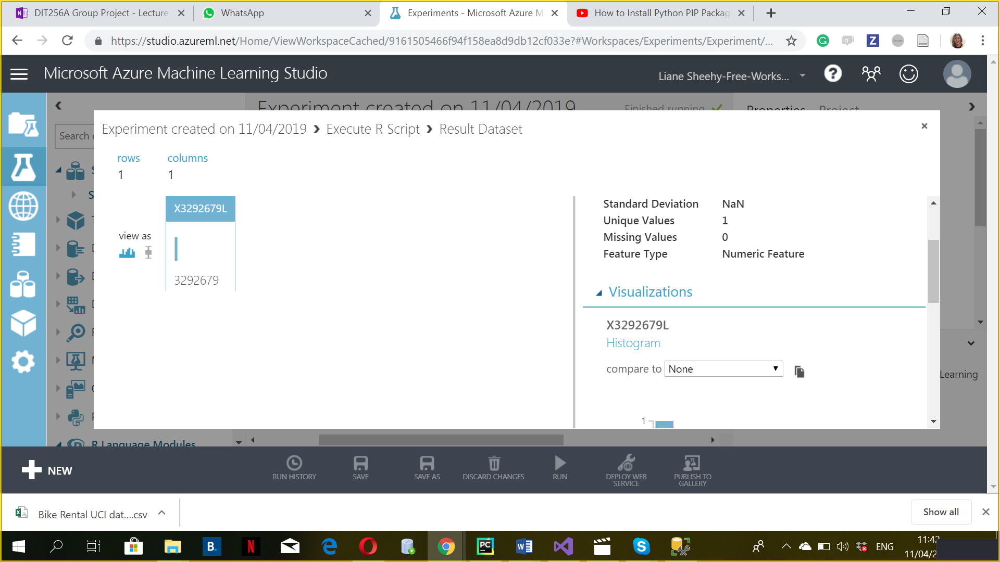 DIT256A Group Project - Lecture
WhatsApp
Experiments - Microsoft Azure M
How to Install Python PIP Packag
https://studio.azureml.net/Home/ViewWorkspaceCached/9161505466f94f158ea8d9db12cf033e?#Workspaces/Experiments/Experiment/...
Microsoft Azure Machine Learning Studio
Liane Sheehy-Free-Works...
Experiment created on 11/04/2019
Finished running
Properties Project
Search
Experiment created on 11/04/2019 > Execute R Script > Result Dataset
rows columns
1 1
X3292679L
view as
3292679
Standard Deviation NaN
Unique Values 1
Missing Values 0
Feature Type Numeric Feature
Visualizations
X3292679L
Histogram
compare to None
1
Learning
R Language Modules
NEW
RUN HISTORY
SAVE
SAVE AS
DISCARD CHANGES
RUN
DEPLOY WEB
SERVICE
PUBLISH TO
GALLERY
Bike Rental UCI dat....csv
Show all
B.
N
PC
W
S
ENG
11:42
11/04/2